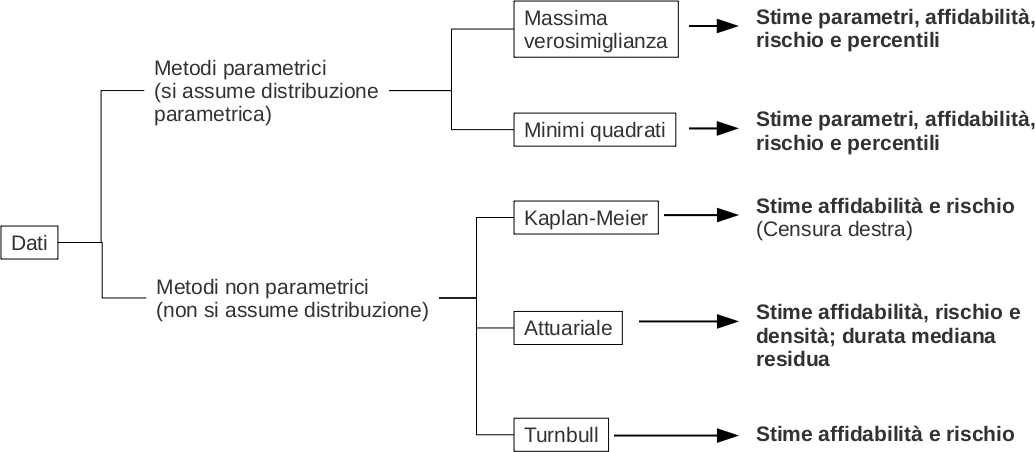 Dati
Metodi parametrici
(si assume distribuzione
parametrica)
Massima
verosimiglianza
Stime parametri, affidabilità,
rischio e percentili
Minimi quadrati
Stime parametri, affidabilità,
rischio e percentili
Metodi non parametrici
(non si assume distribuzione)
Kaplan-Meier
Stime affidabilità e rischio
(Censura destra)
Attuariale
Stime affidabilità, rischio e
densità; durata mediana
residua
Turnbull
Stime affidabilità e rischio